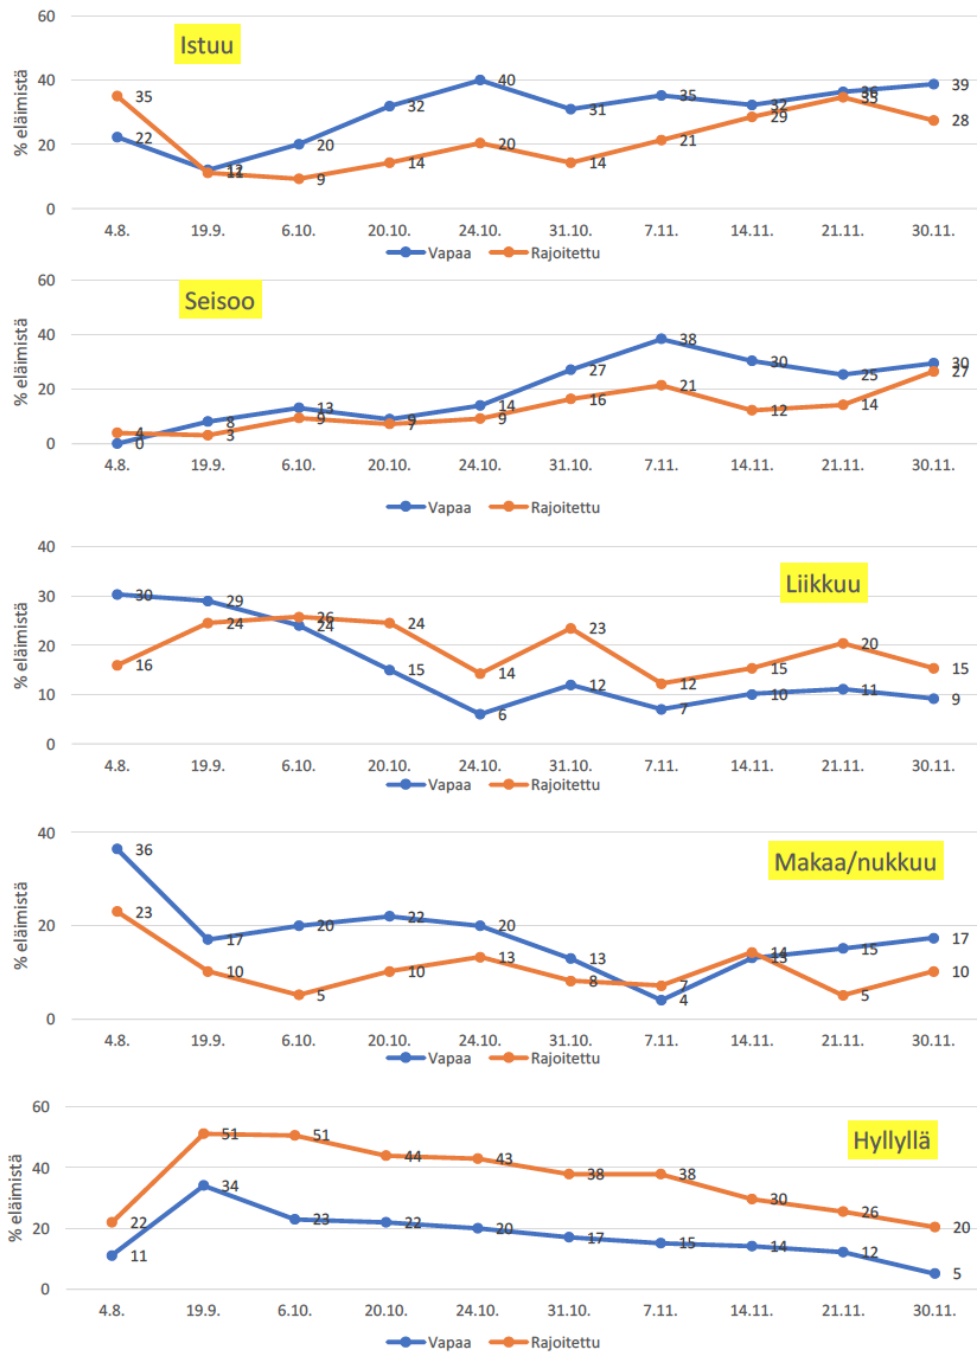 Istuu
% eläimistä
60
40
20
0
22 12 20 32 40 31 35 32 36 39
35 11 9 14 20 14 21 29 35 28
4.8. 19.9. 6.10. 20.10. 24.10. 31.10. 7.11. 14.11. 21.11. 30.11.
Vapaa Rajoitettu
Seisoo
% eläimistä
60
40
20
0
0 8 13 9 14 27 38 30 25 30
4 3 9 7 9 16 21 12 14 27
4.8. 19.9. 6.10. 20.10. 24.10. 31.10. 7.11. 14.11. 21.11. 30.11.
Vapaa Rajoitettu
Liikkuu
% eläimistä
40
30
20
10
0
30 29 24 15 6 12 7 10 11 9
16 24 26 24 14 23 12 15 20 15
4.8. 19.9. 6.10. 20.10. 24.10. 31.10. 7.11. 14.11. 21.11. 30.11.
Vapaa Rajoitettu
Makaa/nukkuu
% eläimistä
40
20
0
36 17 20 22 20 13 4 13 15 17
23 10 5 10 13 8 7 14 5 10
4.8. 19.9. 6.10. 20.10. 24.10. 31.10. 7.11. 14.11. 21.11. 30.11.
Vapaa Rajoitettu
Hyllyllä
% eläimistä
60
40
20
0
51 51 44 43 38 38 30 26 20
22 34 23 22 20 17 15 14 12 5
11
4.8. 19.9. 6.10. 20.10. 24.10. 31.10. 7.11. 14.11. 21.11. 30.11.
Vapaa Rajoitettu